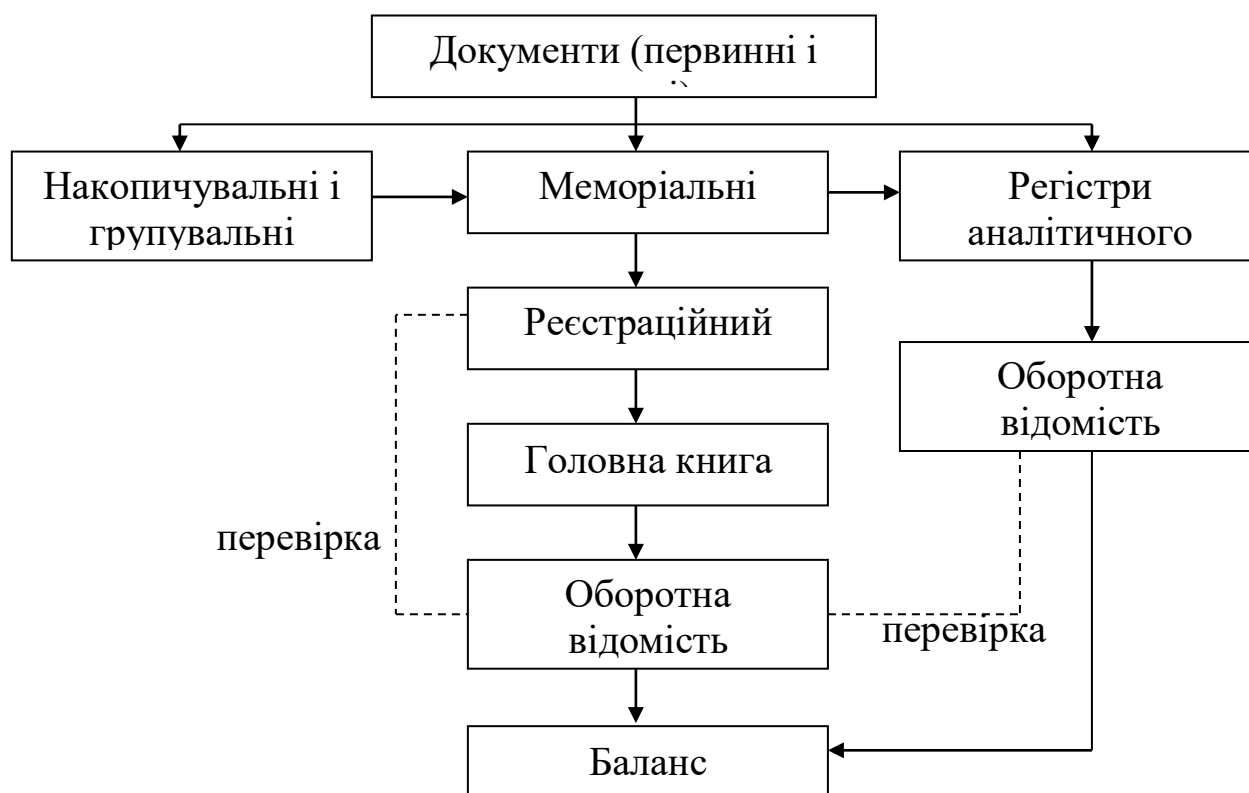 Документи (первинні і
Накопичувальні і
групувальні
Меморіальні
Регістри
аналітичного
Реєстраційний
Оборотна
відомість
Головна книга
перевірка
Оборотна
відомість
перевірка
Баланс